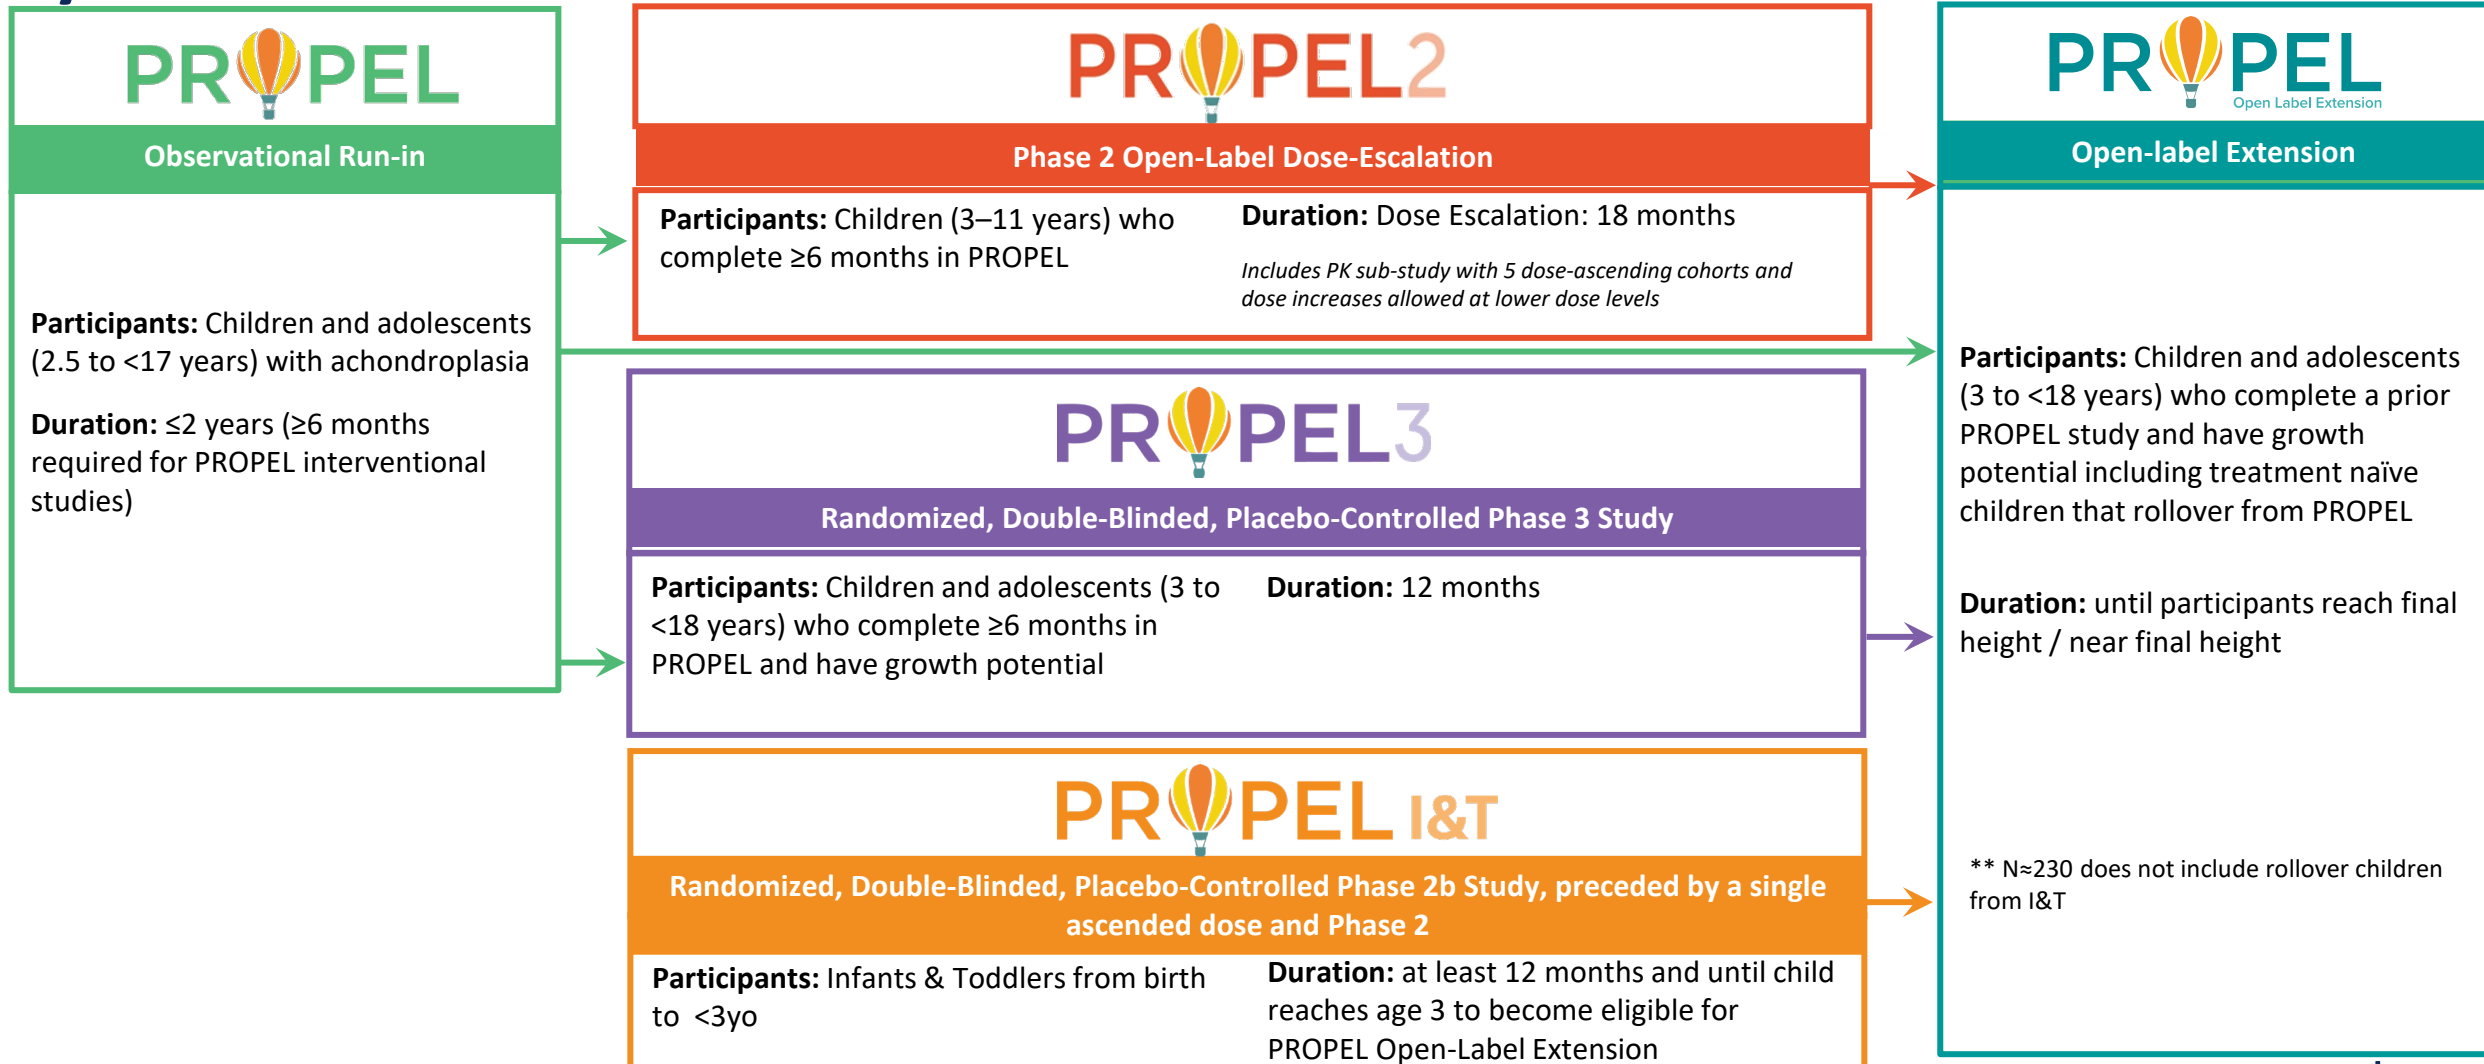 PROPEL
Observational Run-in
Participants: Children and adolescents
(2.5 to <17 years) with achondroplasia
Duration: ≤2 years (≥6 months
required for PROPEL interventional
studies)
PROPEL2
Phase 2 Open-Label Dose-Escalation
Participants: Children (3–11 years) who
complete ≥6 months in PROPEL
Duration: Dose Escalation: 18 months
Includes PK sub-study with 5 dose-ascending cohorts and
dose increases allowed at lower dose levels
PROPEL3
Randomized, Double-Blinded, Placebo-Controlled Phase 3 Study
Participants: Children and adolescents (3 to
<18 years) who complete ≥6 months in
PROPEL and have growth potential
Duration: 12 months
PROPEL I&T
Randomized, Double-Blinded, Placebo-Controlled Phase 2b Study, preceded by a single
ascended dose and Phase 2
Participants: Infants & Toddlers from birth
to <3yo
Duration: at least 12 months and until child
reaches age 3 to become eligible for
PROPEL Open-Label Extension
PROPEL
Open Label Extension
Open-label Extension
Participants: Children and adolescents
(3 to <18 years) who complete a prior
PROPEL study and have growth
potential including treatment naïve
children that rollover from PROPEL
Duration: until participants reach final
height / near final height
** N≈230 does not include rollover children
from I&T